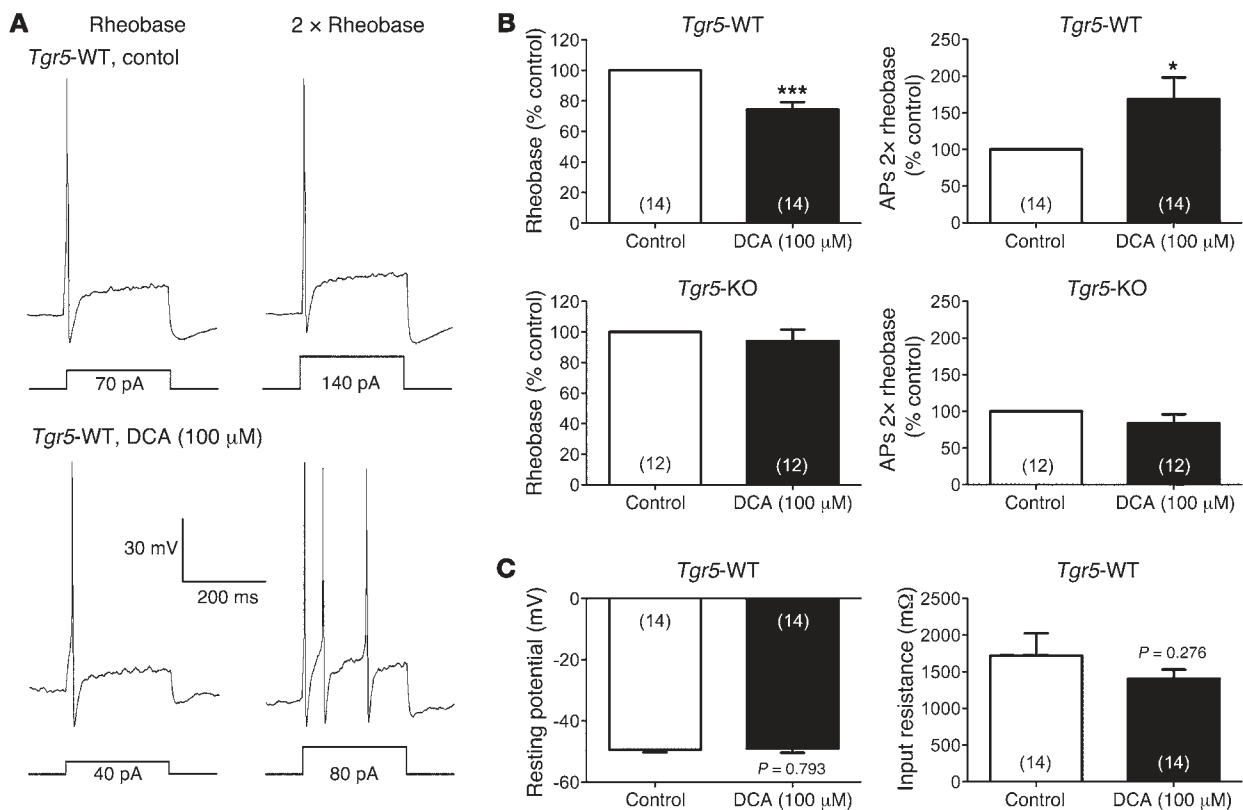 A
Rheobase
2 × Rheobase
Tgr5-WT, contol
70 pA
140 pA
Tgr5-WT, DCA (100 μM)
30 mV
200 ms
40 pA
80 pA
B
Tgr5-WT
Rheobase (% control)
120
100
80
60
40
20
0
***
(14)
(14)
Control
DCA (100 μM)
Tgr5-WT
APs 2× rheobase
(% control)
250
200
150
100
50
0
*
(14)
(14)
Control
DCA (100 μM)
Tgr5-KO
Rheobase (% control)
120
100
80
60
40
20
0
(12)
(12)
Control
DCA (100 μM)
Tgr5-KO
APs 2× rheobase
(% control)
250
200
150
100
50
0
(12)
(12)
Control
DCA (100 μM)
C
Tgr5-WT
Resting potential (mV)
0
-20
-40
-60
(14)
(14)
P = 0.793
Control
DCA (100 μM)
Tgr5-WT
Input resistance (mΩ)
2500
2000
1500
1000
500
0
P = 0.276
(14)
(14)
Control
DCA (100 μM)